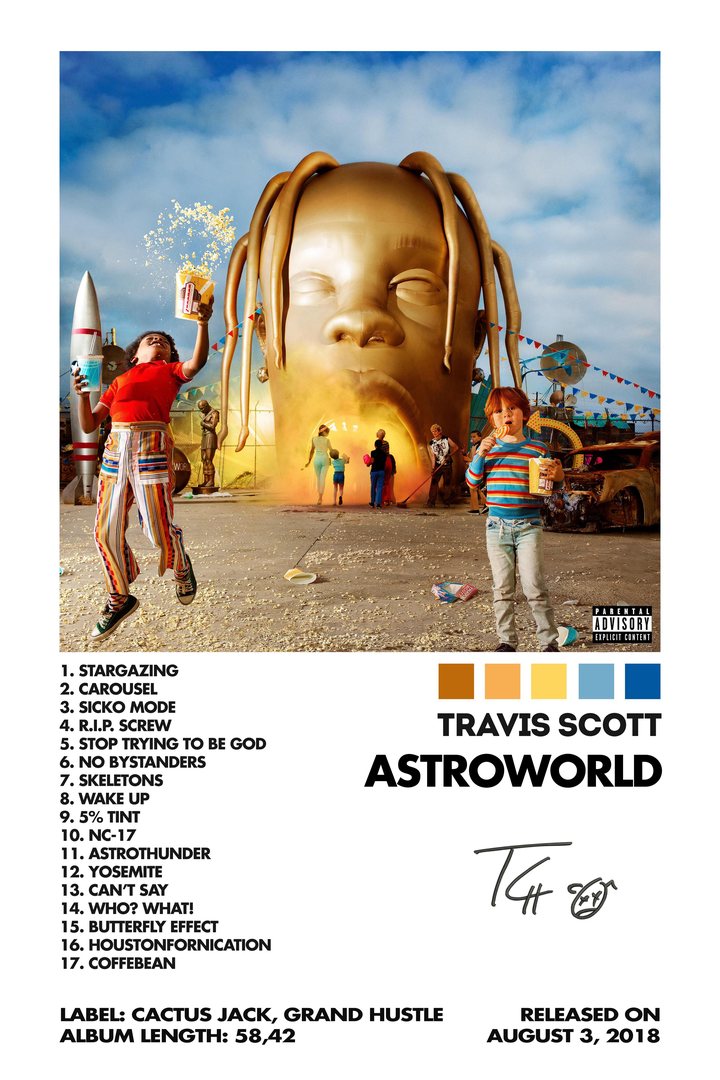 PARENTAL
ADVISORY
EXPLICIT CONTENT
1. STARGAZING
2. CAROUSEL
3. SICKO MODE
4. R.I.P. SCREW
5. STOP TRYING TO BE GOD
6. NO BYSTANDERS
7. SKELETONS
8. WAKE UP
9. 5% TINT
10. NC-17
11. ASTROTHUNDER
12. YOSEMITE
13. CAN'T SAY
14. WHO? WHAT!
15. BUTTERFLY EFFECT
16. HOUSTONFORNICATION
17. COFFEBEAN
TRAVIS SCOTT
ASTROWORLD
LABEL: CACTUS JACK, GRAND HUSTLE
ALBUM LENGTH: 58,42
RELEASED ON
AUGUST 3, 2018